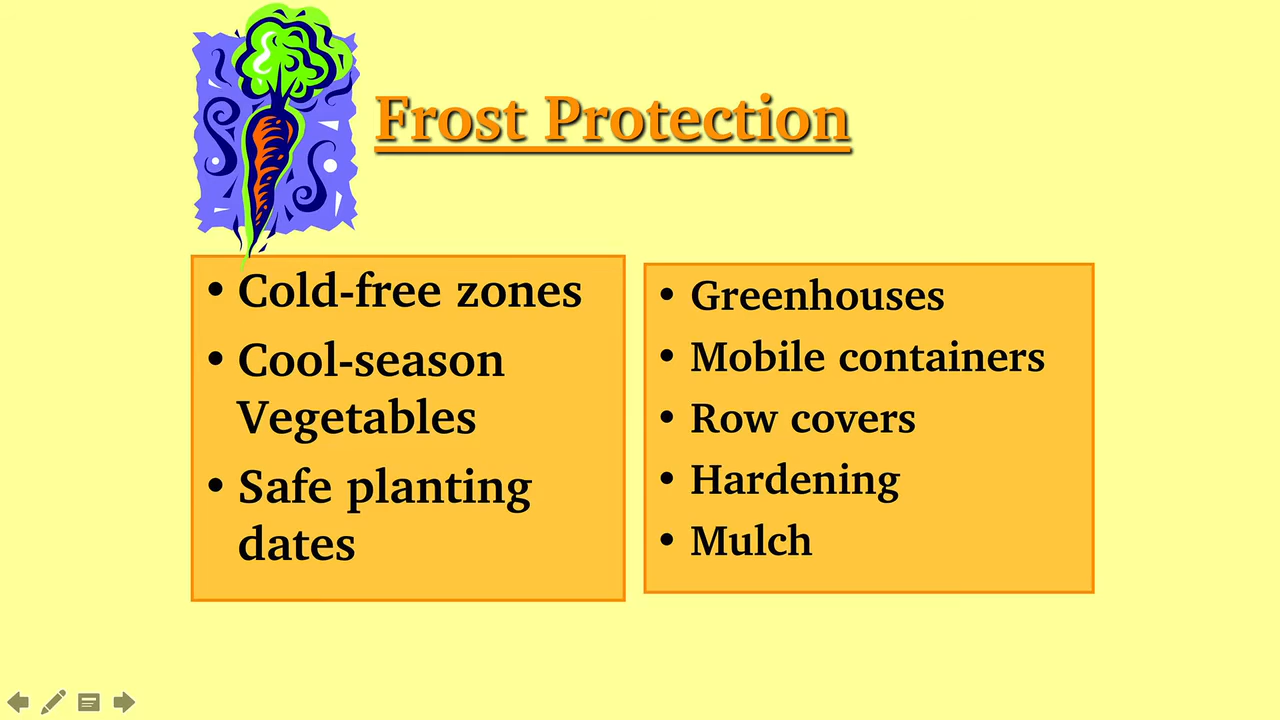 Frost Protection
• Cold-free zones
• Cool-season
Vegetables
• Safe planting
dates
• Greenhouses
• Mobile containers
• Row covers
• Hardening
• Mulch